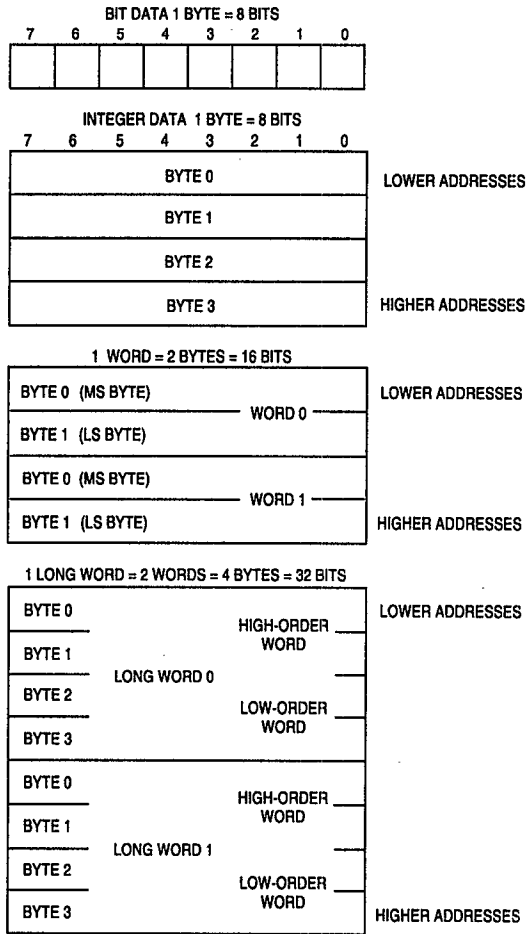 BIT DATA 1 BYTE = 8 BITS
7 6 5 4 3 2 1 0
INTEGER DATA 1 BYTE = 8 BITS
7 6 5 4 3 2 1 0
BYTE 0 LOWER ADDRESSES
BYTE 1
BYTE 2
BYTE 3 HIGHER ADDRESSES
1 WORD = 2 BYTES = 16 BITS
BYTE 0 (MS BYTE) LOWER ADDRESSES
WORD 0
BYTE 1 (LS BYTE)
BYTE 0 (MS BYTE)
WORD 1
BYTE 1 (LS BYTE) HIGHER ADDRESSES
1 LONG WORD = 2 WORDS = 4 BYTES = 32 BITS
BYTE 0 LOWER ADDRESSES
HIGH-ORDER
WORD
BYTE 1
LONG WORD 0
BYTE 2
LOW-ORDER
WORD
BYTE 3
BYTE 0
HIGH-ORDER
WORD
BYTE 1
LONG WORD 1
BYTE 2
LOW-ORDER
WORD
BYTE 3 HIGHER ADDRESSES